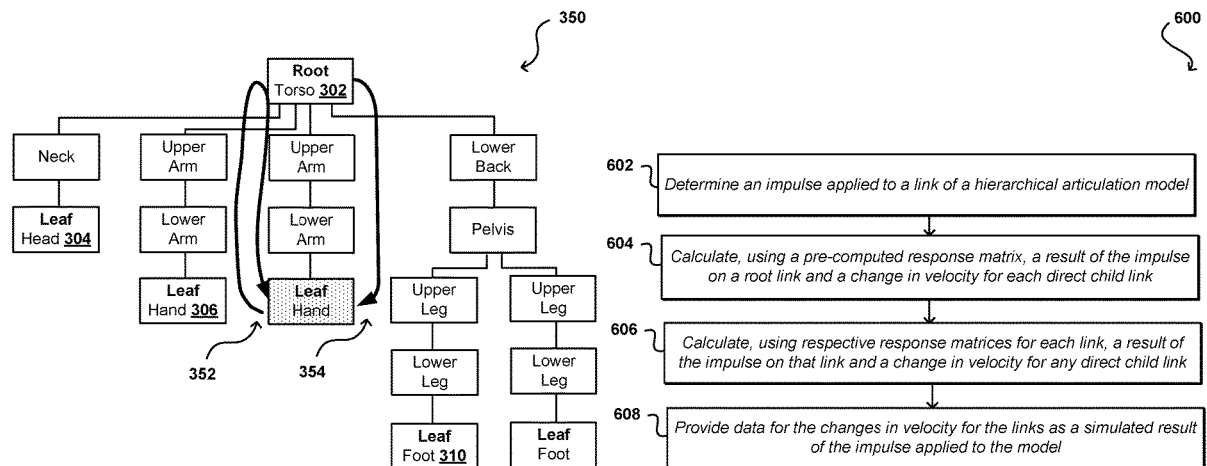 350
600
Root
Torso 302
Neck
Upper
Arm
Upper
Arm
Lower
Back
Leaf
Head 304
Lower
Arm
Lower
Arm
Pelvis
Leaf
Hand 306
Leaf
Hand
Upper
Leg
Upper
Leg
352
354
Lower
Leg
Lower
Leg
Leaf
Foot 310
Leaf
Foot
602
Determine an impulse applied to a link of a hierarchical articulation model
604
Calculate, using a pre-computed response matrix, a result of the impulse
on a root link and a change in velocity for each direct child link
606
Calculate, using respective response matrices for each link, a result of
the impulse on that link and a change in velocity for any direct child link
608
Provide data for the changes in velocity for the links as a simulated result
of the impulse applied to the model